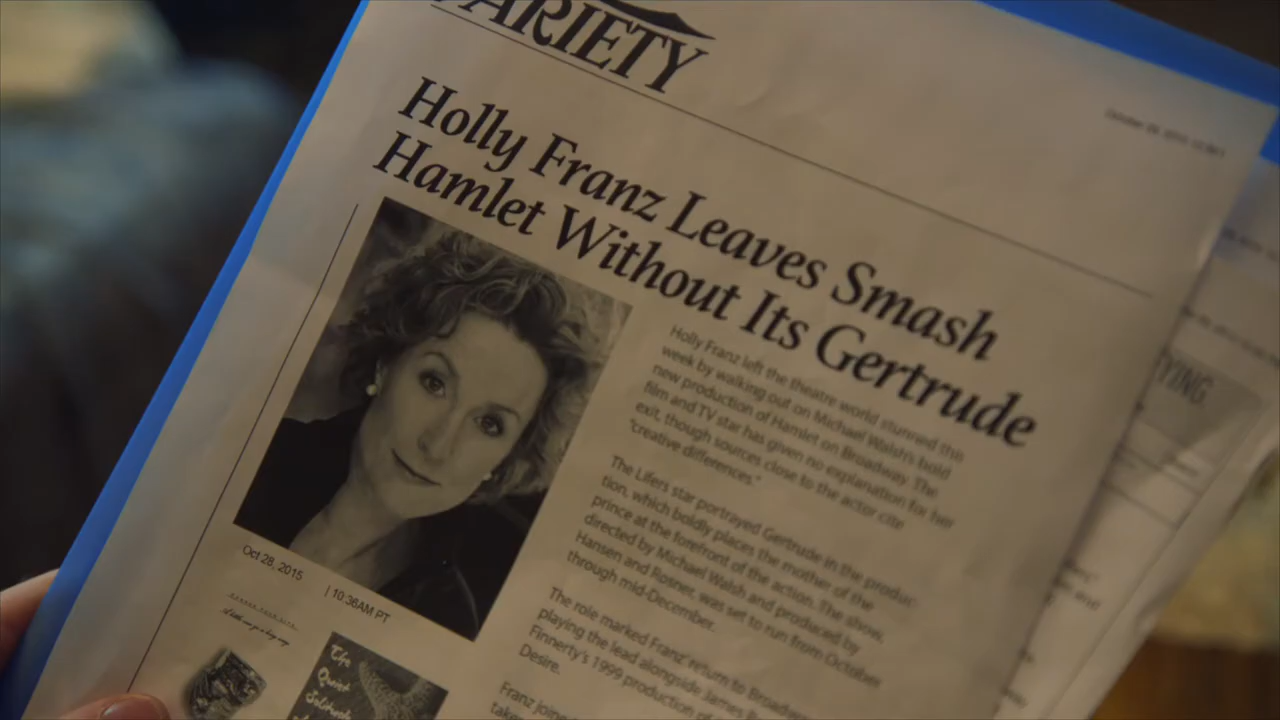 VARIETY
Holly Franz Leaves Smash
Hamlet Without Its Gertrude
Holly Franz left the theatre world stunned this
week by walking out on Michael Walsh's bold
new production of Hamlet on Broadway. The
film and TV star has given no explanation for her
exit, though sources close to the actor cite
"creative differences."
The Lifers star portrayed Gertrude in the produc-
tion, which boldly places the mother of the
prince at the forefront of the action. The show,
directed by Michael Walsh and produced by
Hansen and Rosner, was set to run from October
through mid-December.
The role marked Franz' return to Broadway
playing the lead alongside James
Finnerty's 1999 production of
Desire.
Franz joined
Oct 28, 2015 | 10:36AM PT
The
Quiet
YING